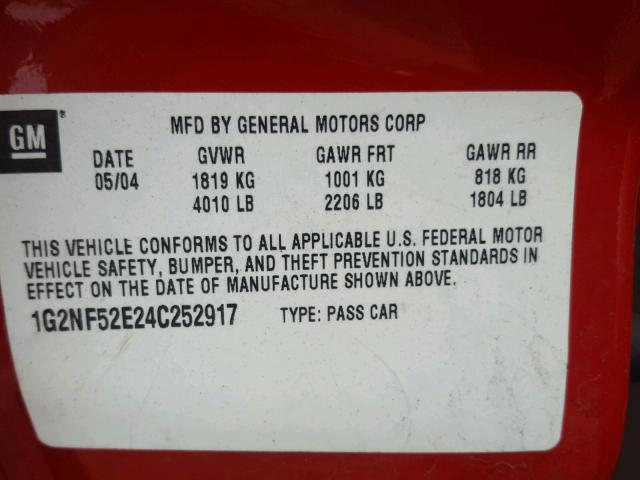 GM®
MFD BY GENERAL MOTORS CORP
DATE GVWR GAWR FRT GAWR RR
05/04 1819 KG 1001 KG 818 KG
4010 LB 2206 LB 1804 LB
THIS VEHICLE CONFORMS TO ALL APPLICABLE U.S. FEDERAL MOTOR
VEHICLE SAFETY, BUMPER, AND THEFT PREVENTION STANDARDS IN
EFFECT ON THE DATE OF MANUFACTURE SHOWN ABOVE.
1G2NF52E24C252917 TYPE: PASS CAR